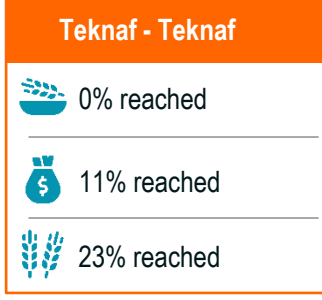 Teknaf - Teknaf
0% reached
$
11% reached
23% reached